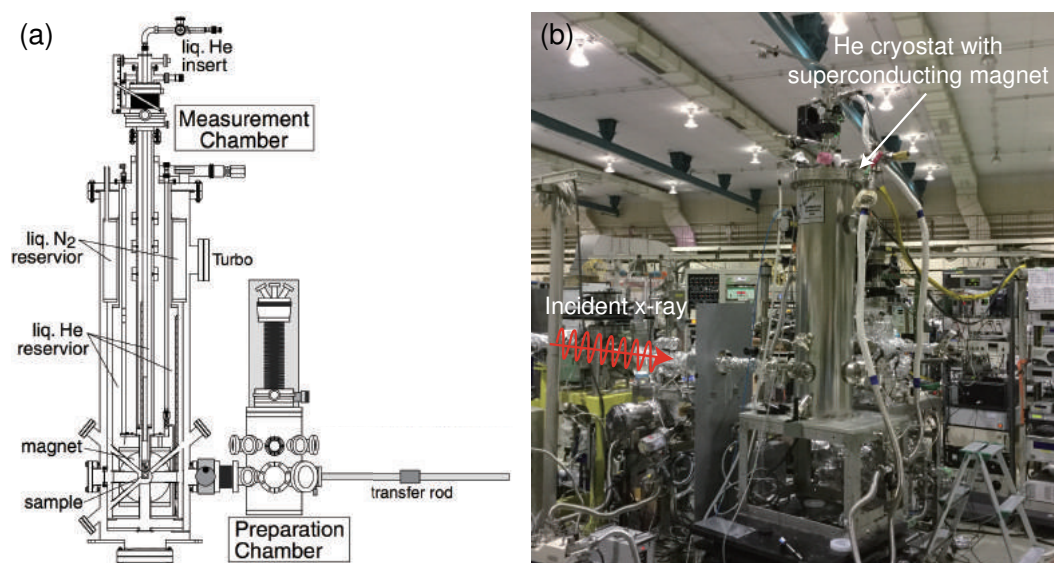 (a)
liq. He
insert
Measurement
Chamber
liq. N2
reservior
Turbo
liq. He
reservior
magnet
sample
transfer rod
Preparation
Chamber
(b)
He cryostat with
superconducting magnet
Incident x-ray